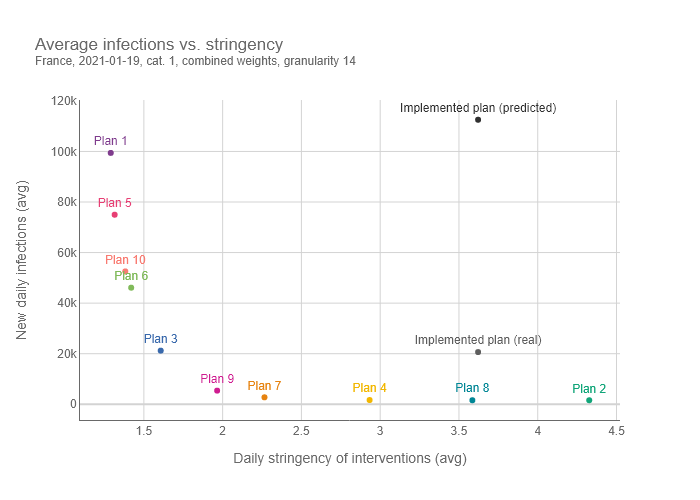 Average infections vs. stringency
France, 2021-01-19, cat. 1, combined weights, granularity 14
120k
Implemented plan (predicted)
Plan 1
100k
Plan 5
80k
Plan 10
60k
Plan 6
40k
Plan 3
Implemented plan (real)
20k
Plan 9
Plan 7
Plan 4
Plan 8
Plan 2
0
New daily infections (avg)
1.5
2
2.5
3
3.5
4
4.5
Daily stringency of interventions (avg)